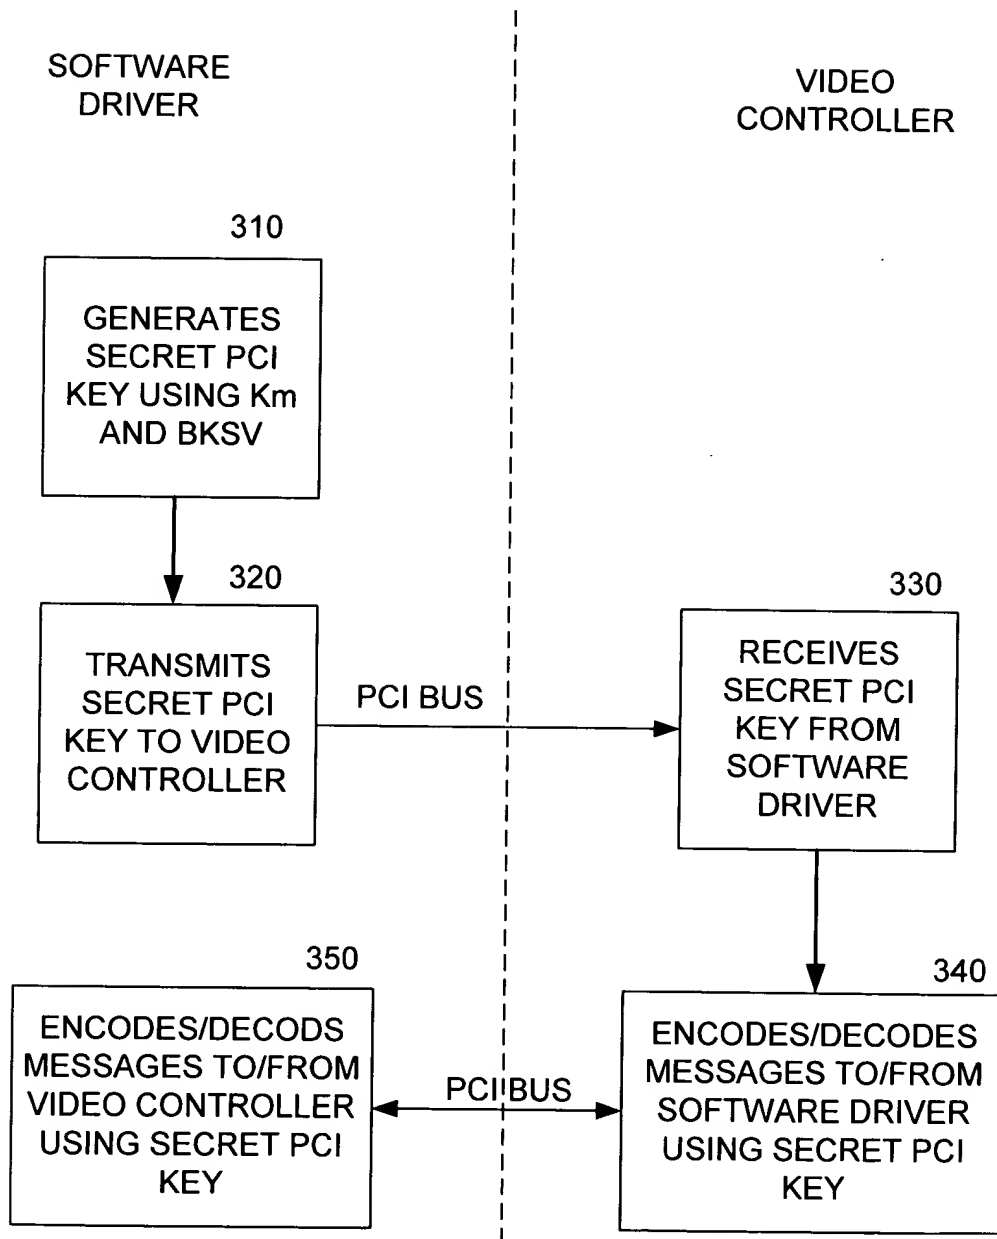 SOFTWARE
DRIVER
VIDEO
CONTROLLER
310
GENERATES
SECRET PCI
KEY USING Km
AND BKSV
320
TRANSMITS
SECRET PCI
KEY TO VIDEO
CONTROLLER
PCI BUS
330
RECEIVES
SECRET PCI
KEY FROM
SOFTWARE
DRIVER
350
ENCODES/DECODS
MESSAGES TO/FROM
VIDEO CONTROLLER
USING SECRET PCI
KEY
PCI BUS
340
ENCODES/DECODES
MESSAGES TO/FROM
SOFTWARE DRIVER
USING SECRET PCI
KEY